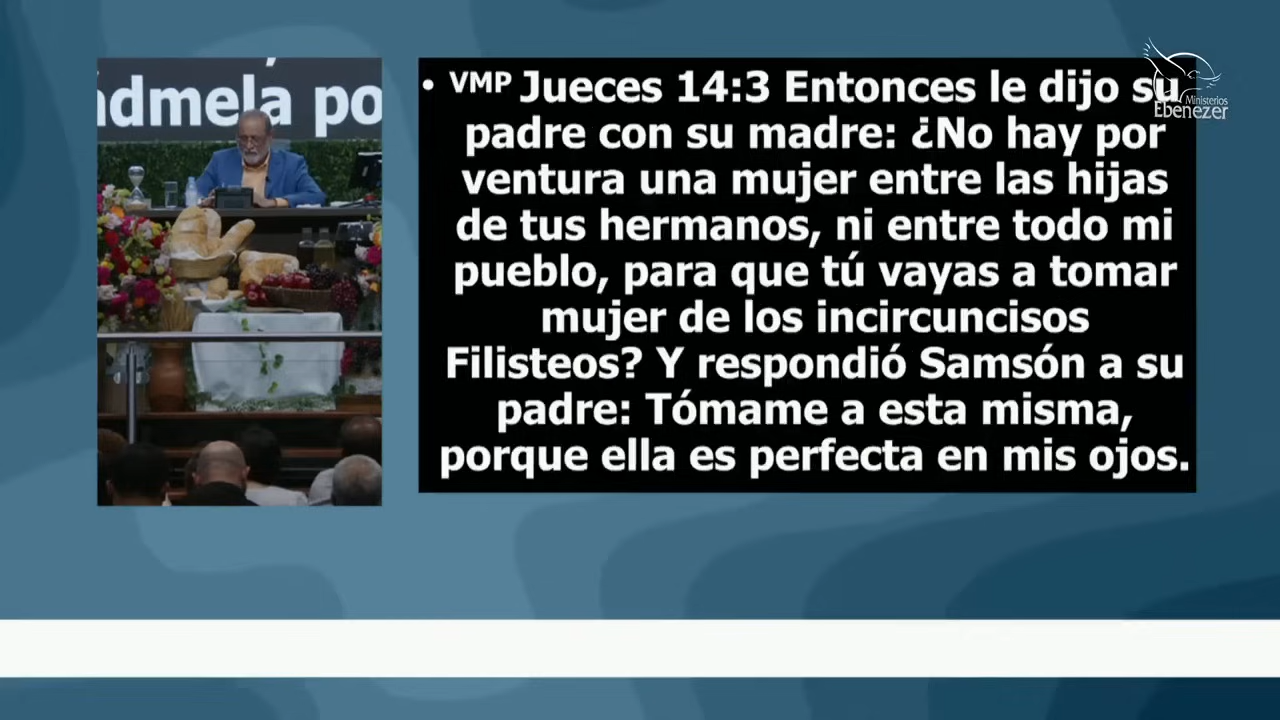 ádmela po
• VMP Jueces 14:3 Entonces le dijo su
padre con su madre: ¿No hay por
ventura una mujer entre las hijas
de tus hermanos, ni entre todo mi
pueblo, para que tú vayas a tomar
mujer de los incircuncisos
Filisteos? Y respondió Samsón a su
padre: Tómame a esta misma,
porque ella es perfecta en mis ojos.
Ministerios
Ebenezer